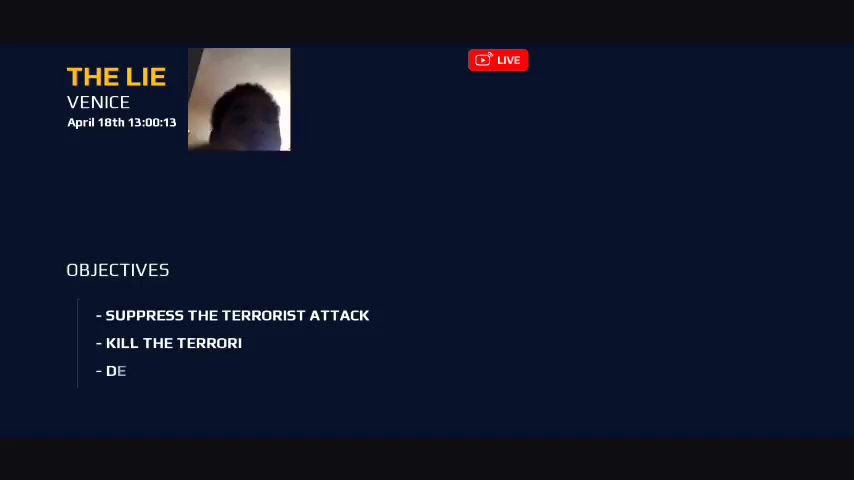 THE LIE
VENICE
April 18th 13:00:13
LIVE
OBJECTIVES
- SUPPRESS THE TERRORIST ATTACK
- KILL THE TERRORI
- DE